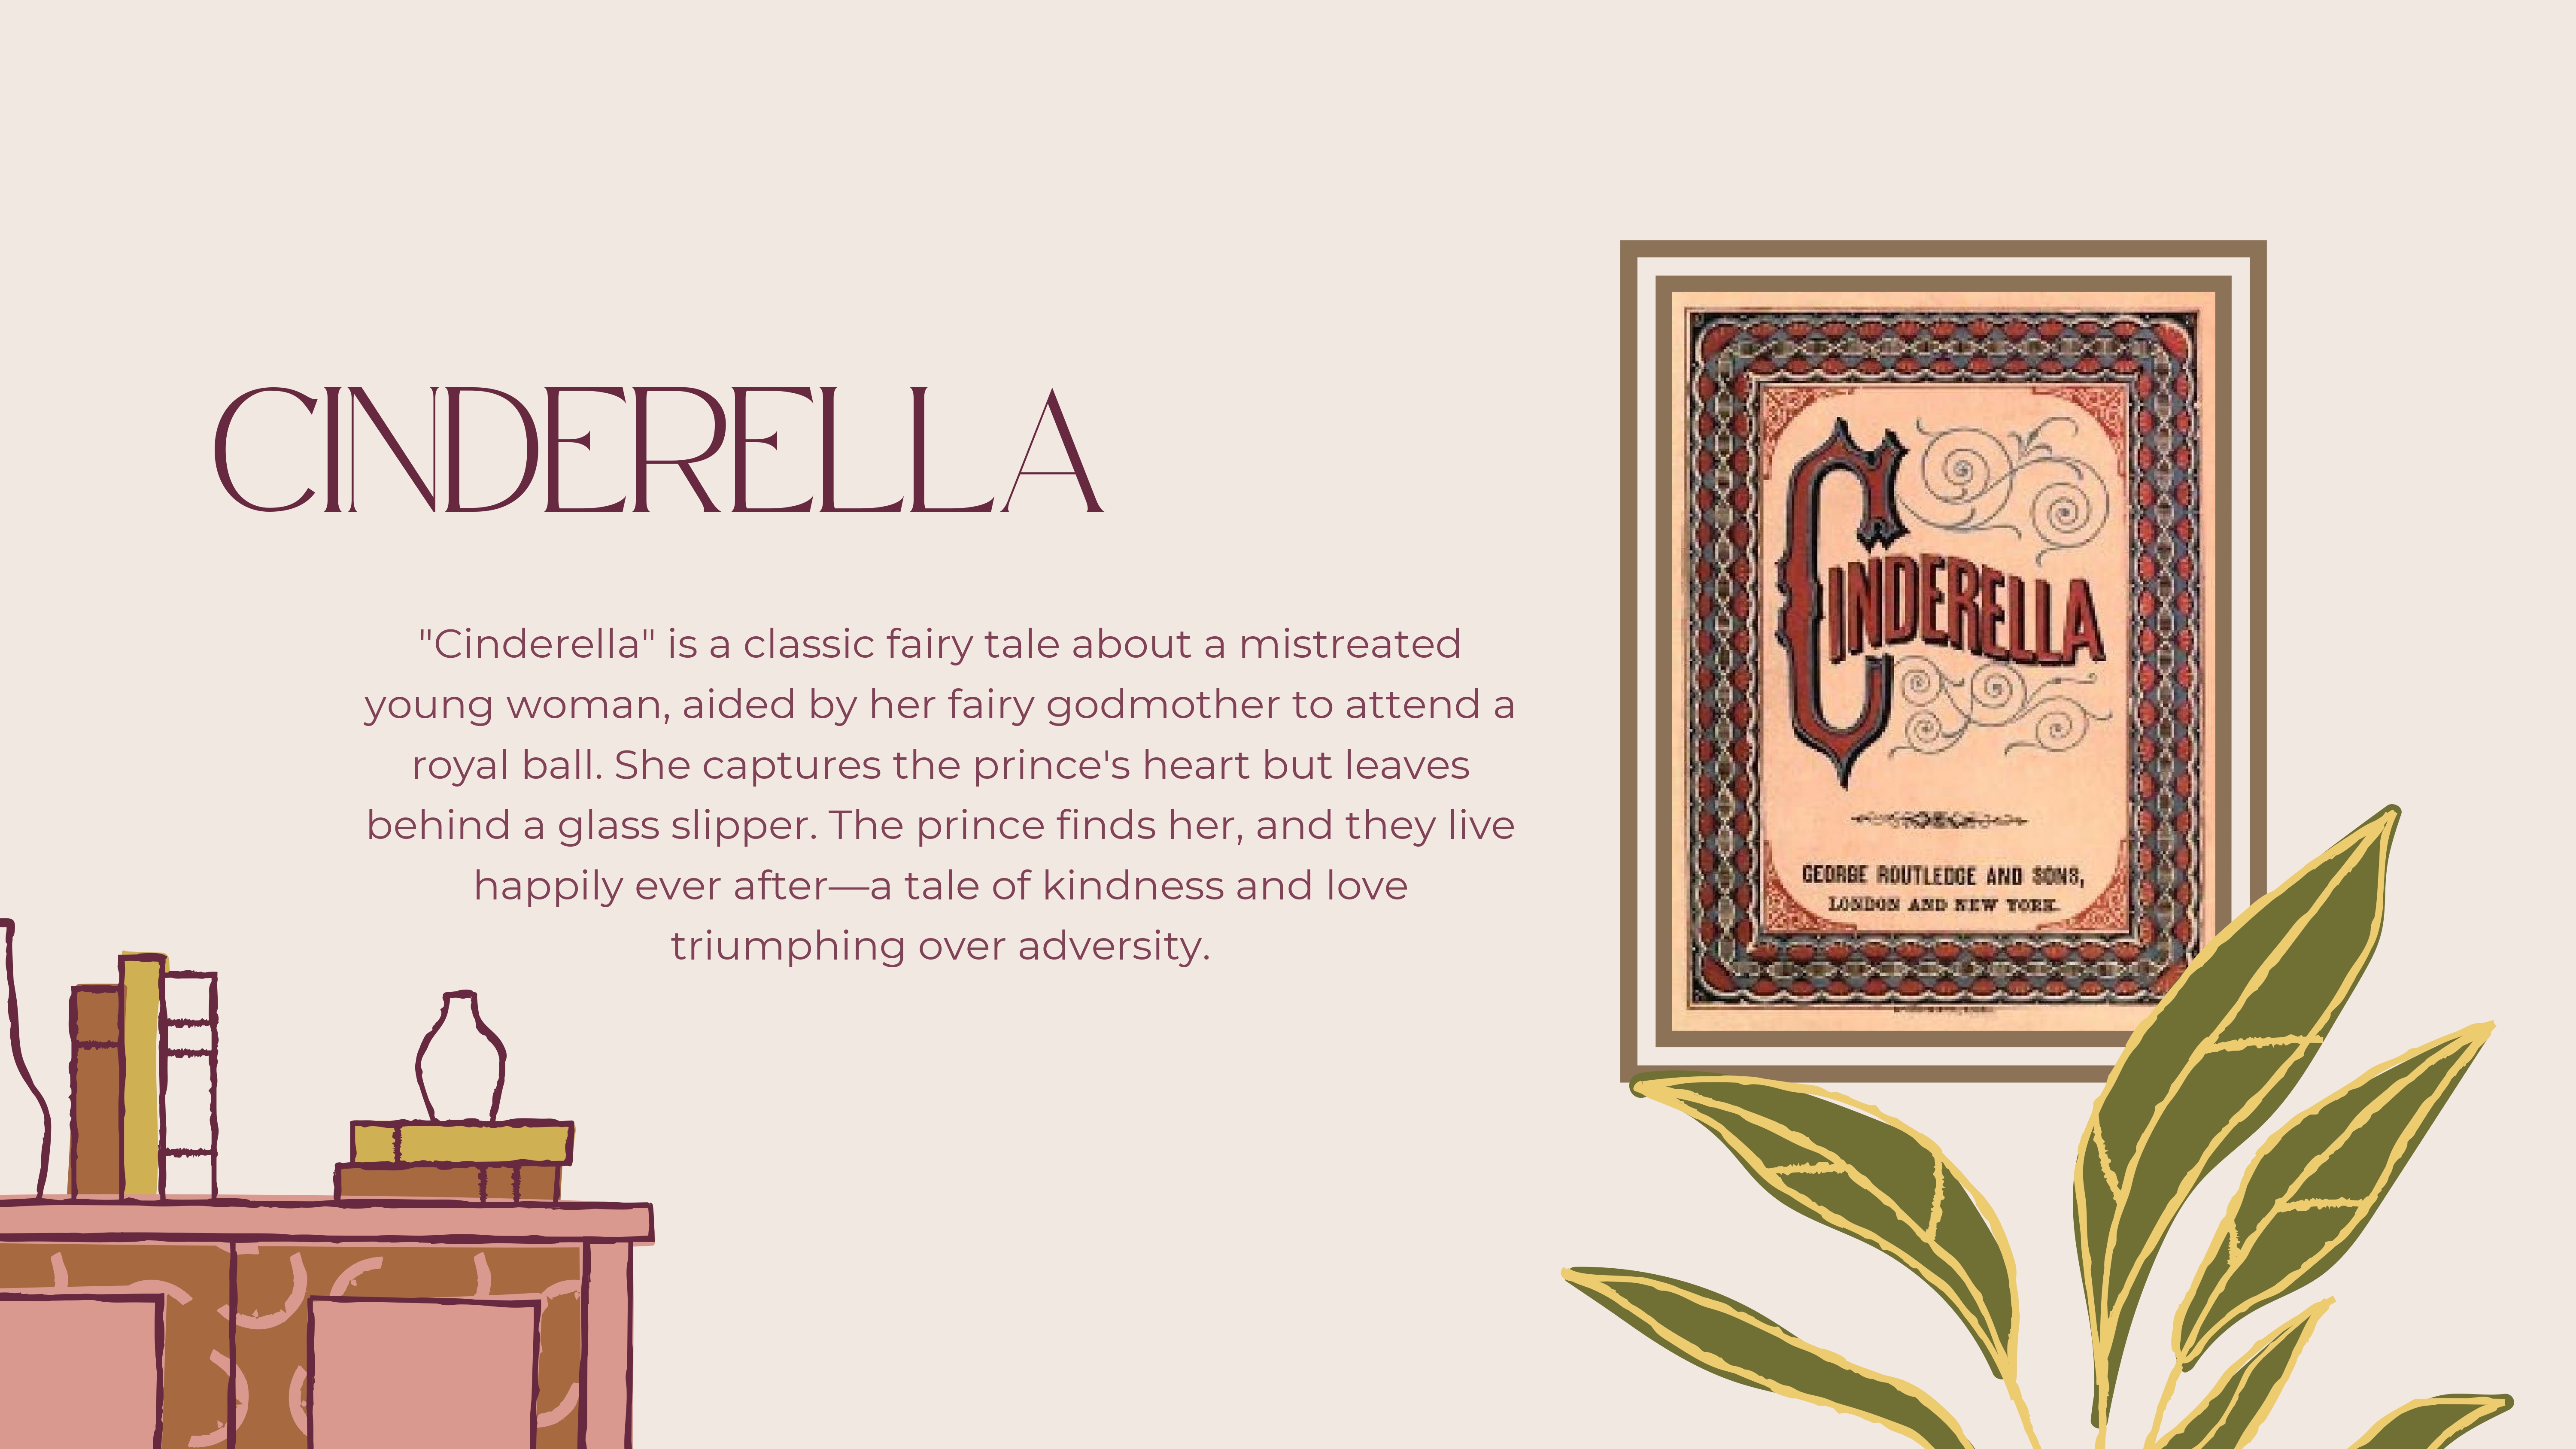 CINDERELLA
"Cinderella" is a classic fairy tale about a mistreated
young woman, aided by her fairy godmother to attend a
royal ball. She captures the prince's heart but leaves
behind a glass slipper. The prince finds her, and they live
happily ever after—a tale of kindness and love
triumphing over adversity.
CINDERELLA
GEORGE ROUTLEDGE AND SONS,
LONDON AND NEW YORK.